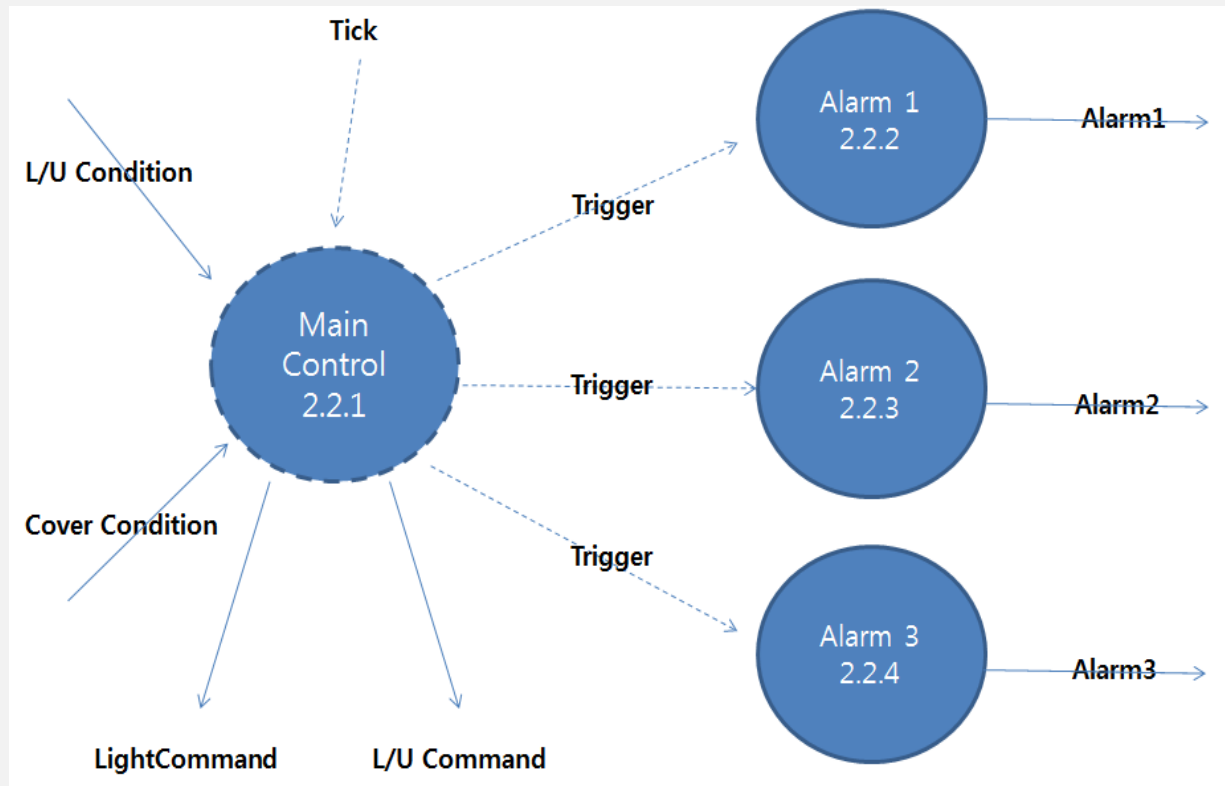 Tick
L/U Condition
Main
Control
2.2.1
Cover Condition
LightCommand
L/U Command
Trigger
Trigger
Trigger
Alarm 1
2.2.2
Alarm1
Alarm 2
2.2.3
Alarm2
Alarm 3
2.2.4
Alarm3